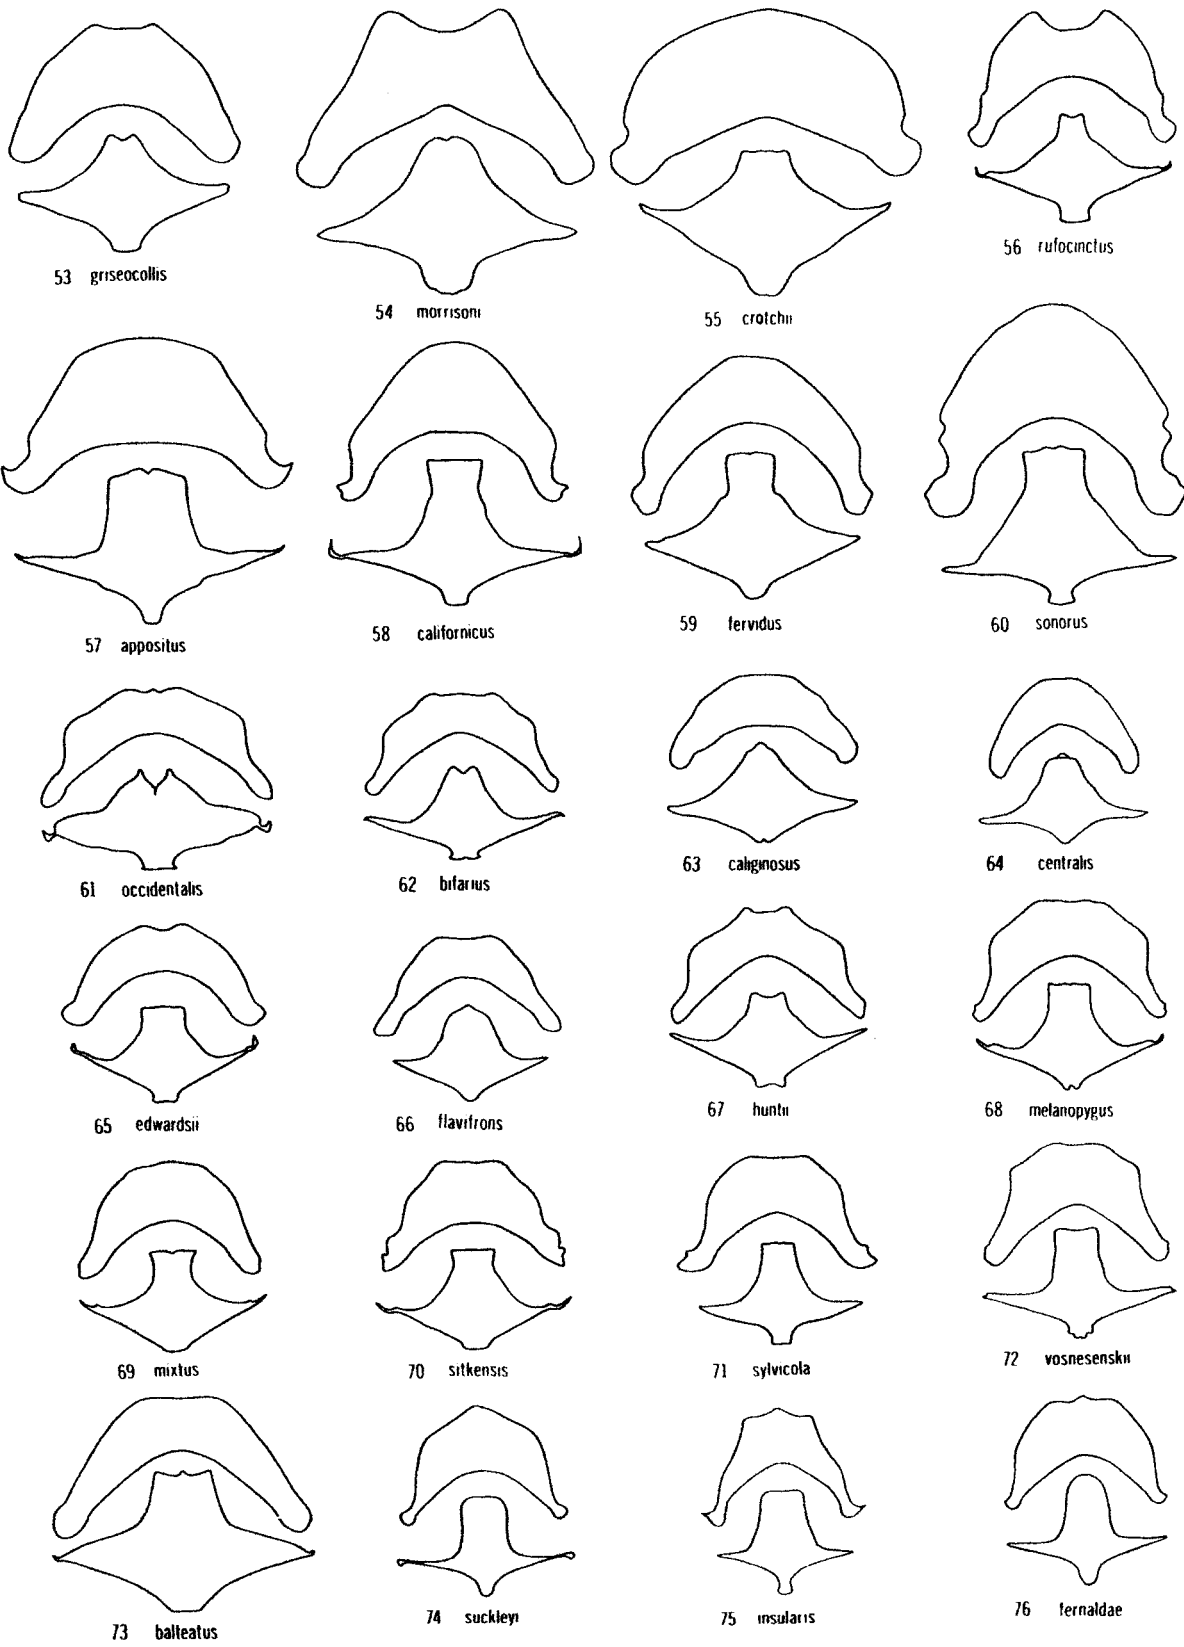 53 griseocollis
54 morrisoni
55 crotchii
56 rufocinctus
57 appositus
58 californicus
59 fervidus
60 sonorus
61 occidentalis
62 bifarius
63 caliginosus
64 centralis
65 edwardsii
66 flavifrons
67 huntii
68 melanopygus
69 mixtus
70 sitkensis
71 sylvicola
72 vosnesenskii
73 balteatus
74 suckleyi
75 insularis
76 fernaldae